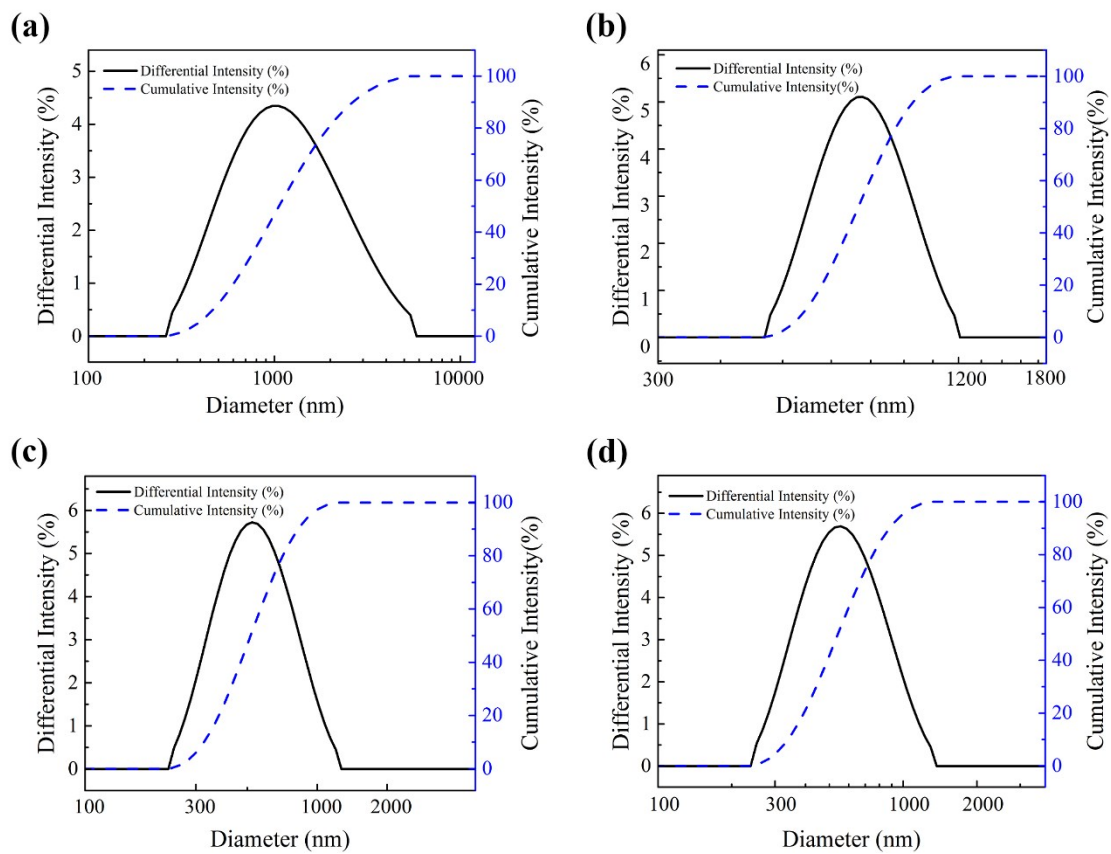 (a)
Differential Intensity (%)
Cumulative Intensity (%)
5
4
3
2
1
0
100
80
60
40
20
0
100
1000
10000
Differential Intensity (%)
Cumulative Intensity (%)
Diameter (nm)
(b)
Differential Intensity (%)
Cumulative Intensity(%)
6
5
4
3
2
1
0
100
80
60
40
20
0
300
1200
1800
Differential Intensity (%)
Cumulative Intensity(%)
Diameter (nm)
(c)
Differential Intensity (%)
Cumulative Intensity (%)
6
5
4
3
2
1
0
100
80
60
40
20
0
100
300
1000
2000
Differential Intensity (%)
Cumulative Intensity(%)
Diameter (nm)
(d)
Differential Intensity (%)
Cumulative Intensity (%)
6
5
4
3
2
1
0
100
80
60
40
20
0
100
300
1000
2000
Differential Intensity (%)
Cumulative Intensity (%)
Diameter (nm)